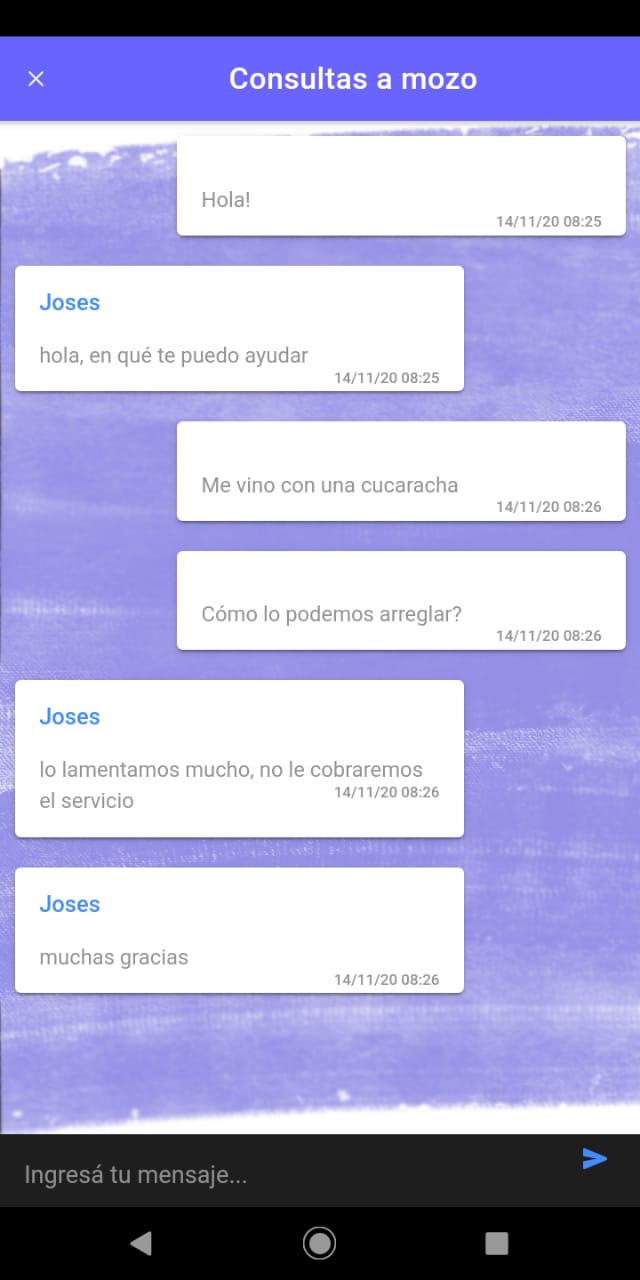 Consultas a mozo
Hola!
14/11/20 08:25
Joses
hola, en qué te puedo ayudar
14/11/20 08:25
Me vino con una cucaracha
14/11/20 08:26
Cómo lo podemos arreglar?
14/11/20 08:26
Joses
lo lamentamos mucho, no le cobraremos
el servicio
14/11/20 08:26
Joses
muchas gracias
14/11/20 08:26
Ingresá tu mensaje...